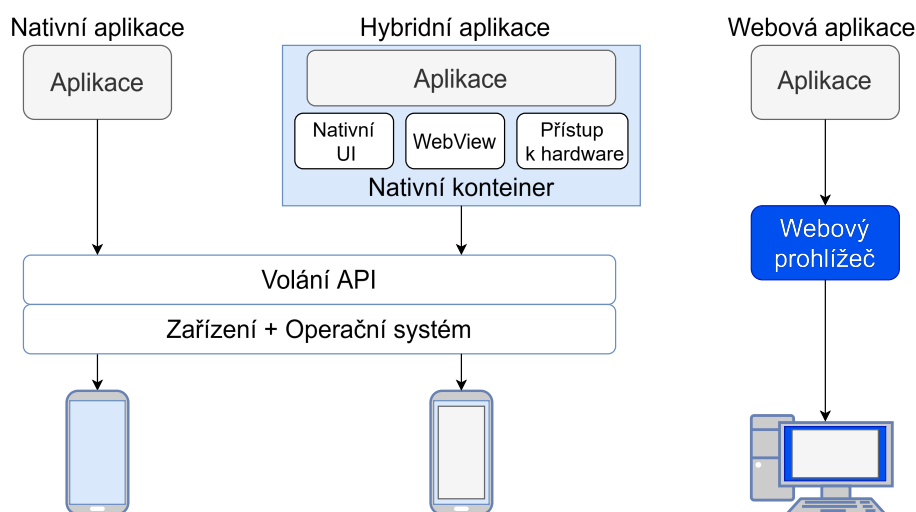 Nativní aplikace
Hybridní aplikace
Webová aplikace
Aplikace
Aplikace
Aplikace
Nativní
UI
WebView
Přístup
k hardware
Nativní konteiner
Webový
prohlížeč
Volání API
Zařízení + Operační systém